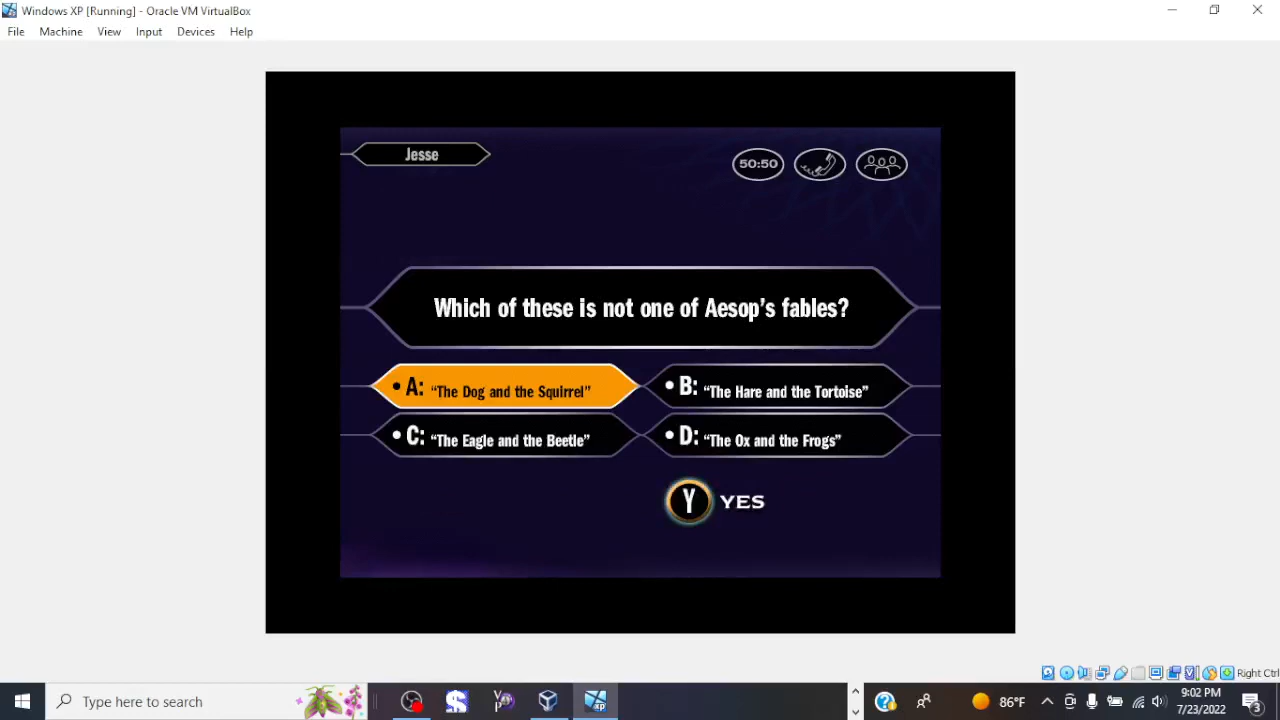 Windows XP [Running] - Oracle VM VirtualBox
File Machine View Input Devices Help
Jesse
50:50
Which of these is not one of Aesop's fables?
• A: “The Dog and the Squirrel”
• B: “The Hare and the Tortoise”
• C: “The Eagle and the Beetle”
• D: “The Ox and the Frogs”
Y YES
Right Ctrl
Type here to search
86°F
9:02 PM
7/23/2022
3